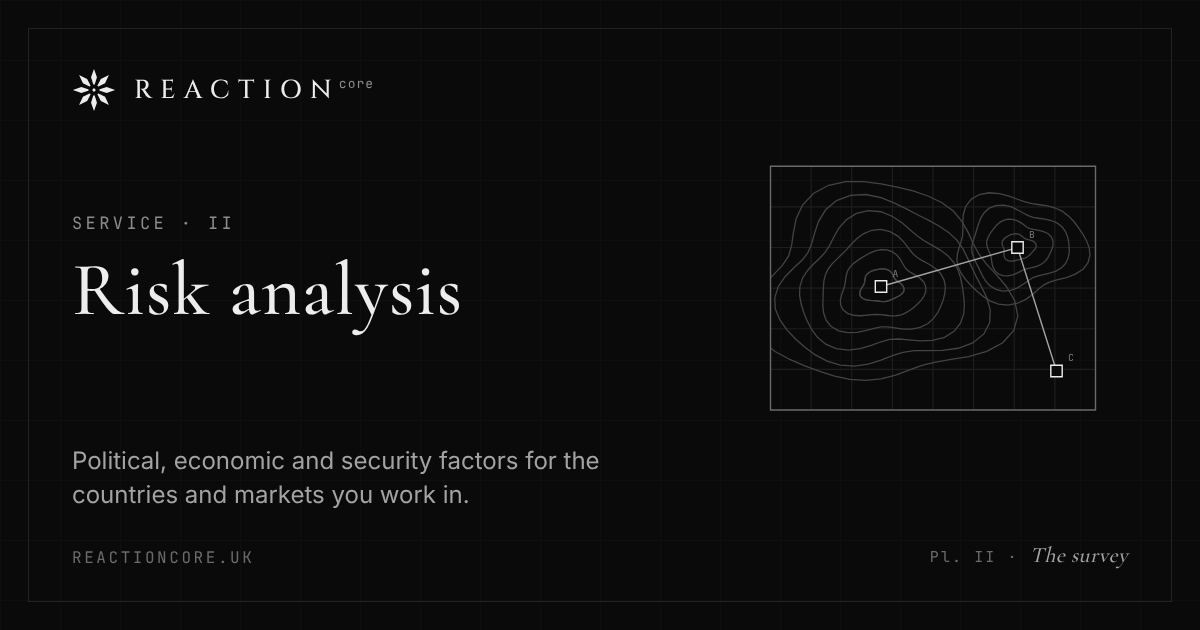 REACTION core
SERVICE · II
Risk analysis
A
B
C
Political, economic and security factors for the
countries and markets you work in.
REACTIONCORE.UK
Pl. II · The survey